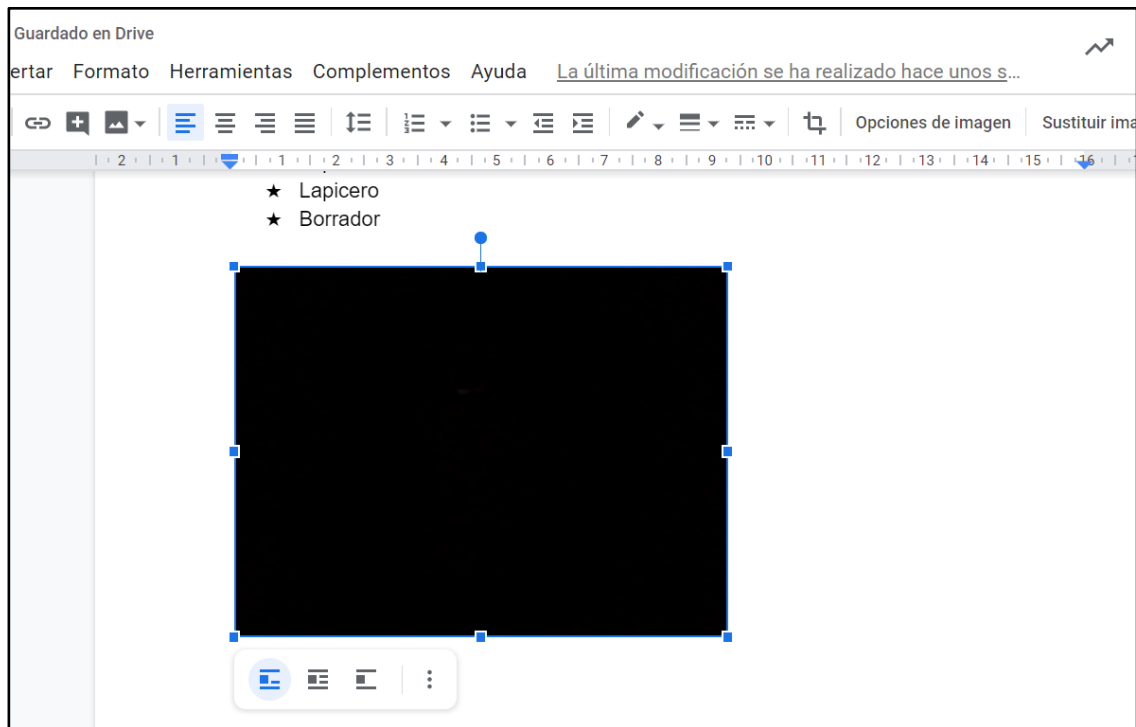 Guardado en Drive
ertar Formato Herramientas Complementos Ayuda La última modificación se ha realizado hace unos s...
Opciones de imagen Sustituir ima
2 1 1 2 3 4 5 6 7 8 9 10 11 12 13 14 15 16
★ Lapicero
★ Borrador